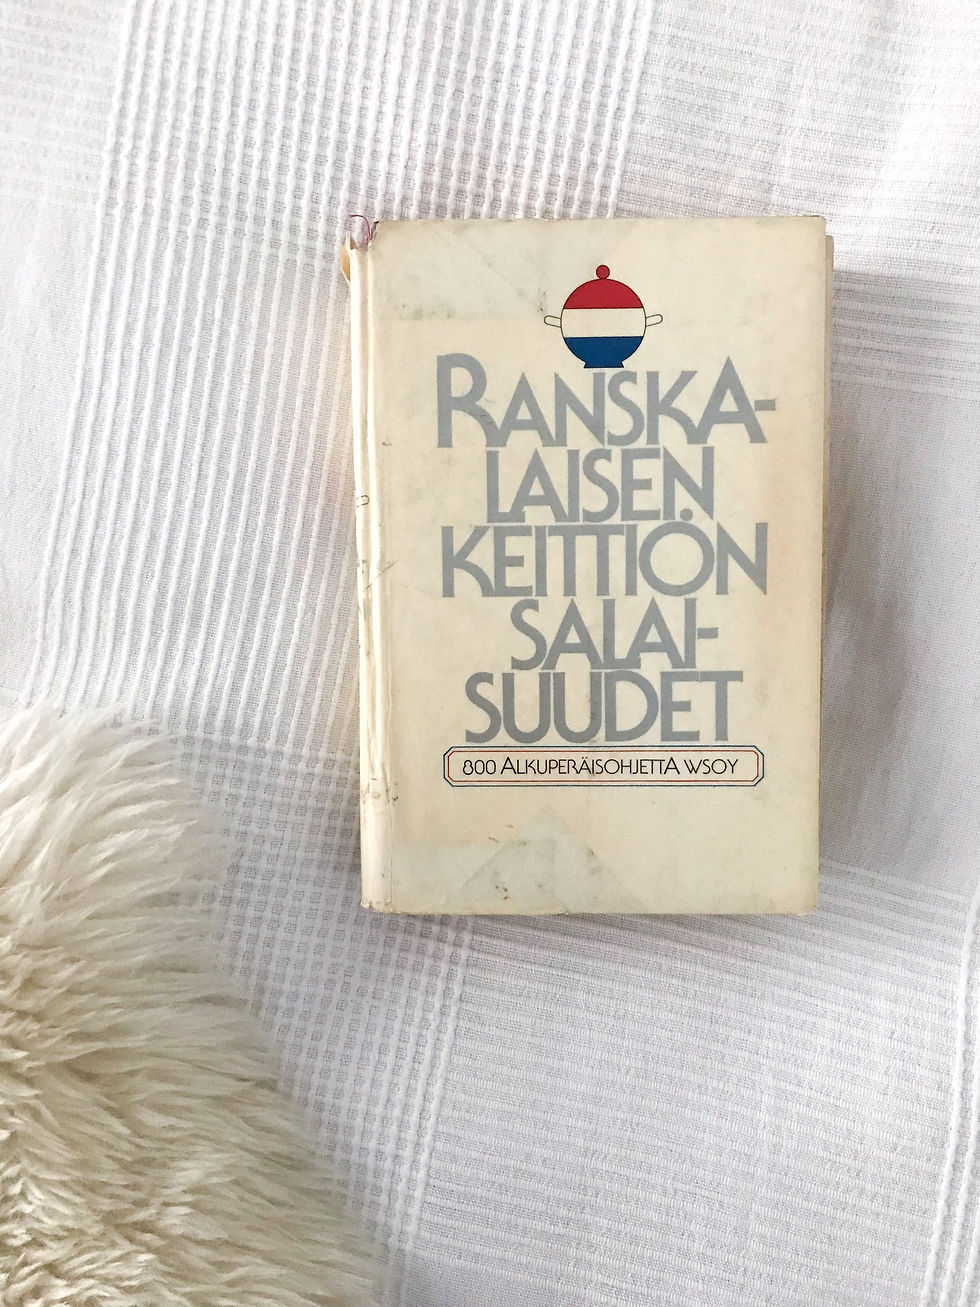 RANSKA-
LAISEN
KEITTIÖN
SALAI-
SUUDET
800 ALKUPERÄISOHJETTA WSOY